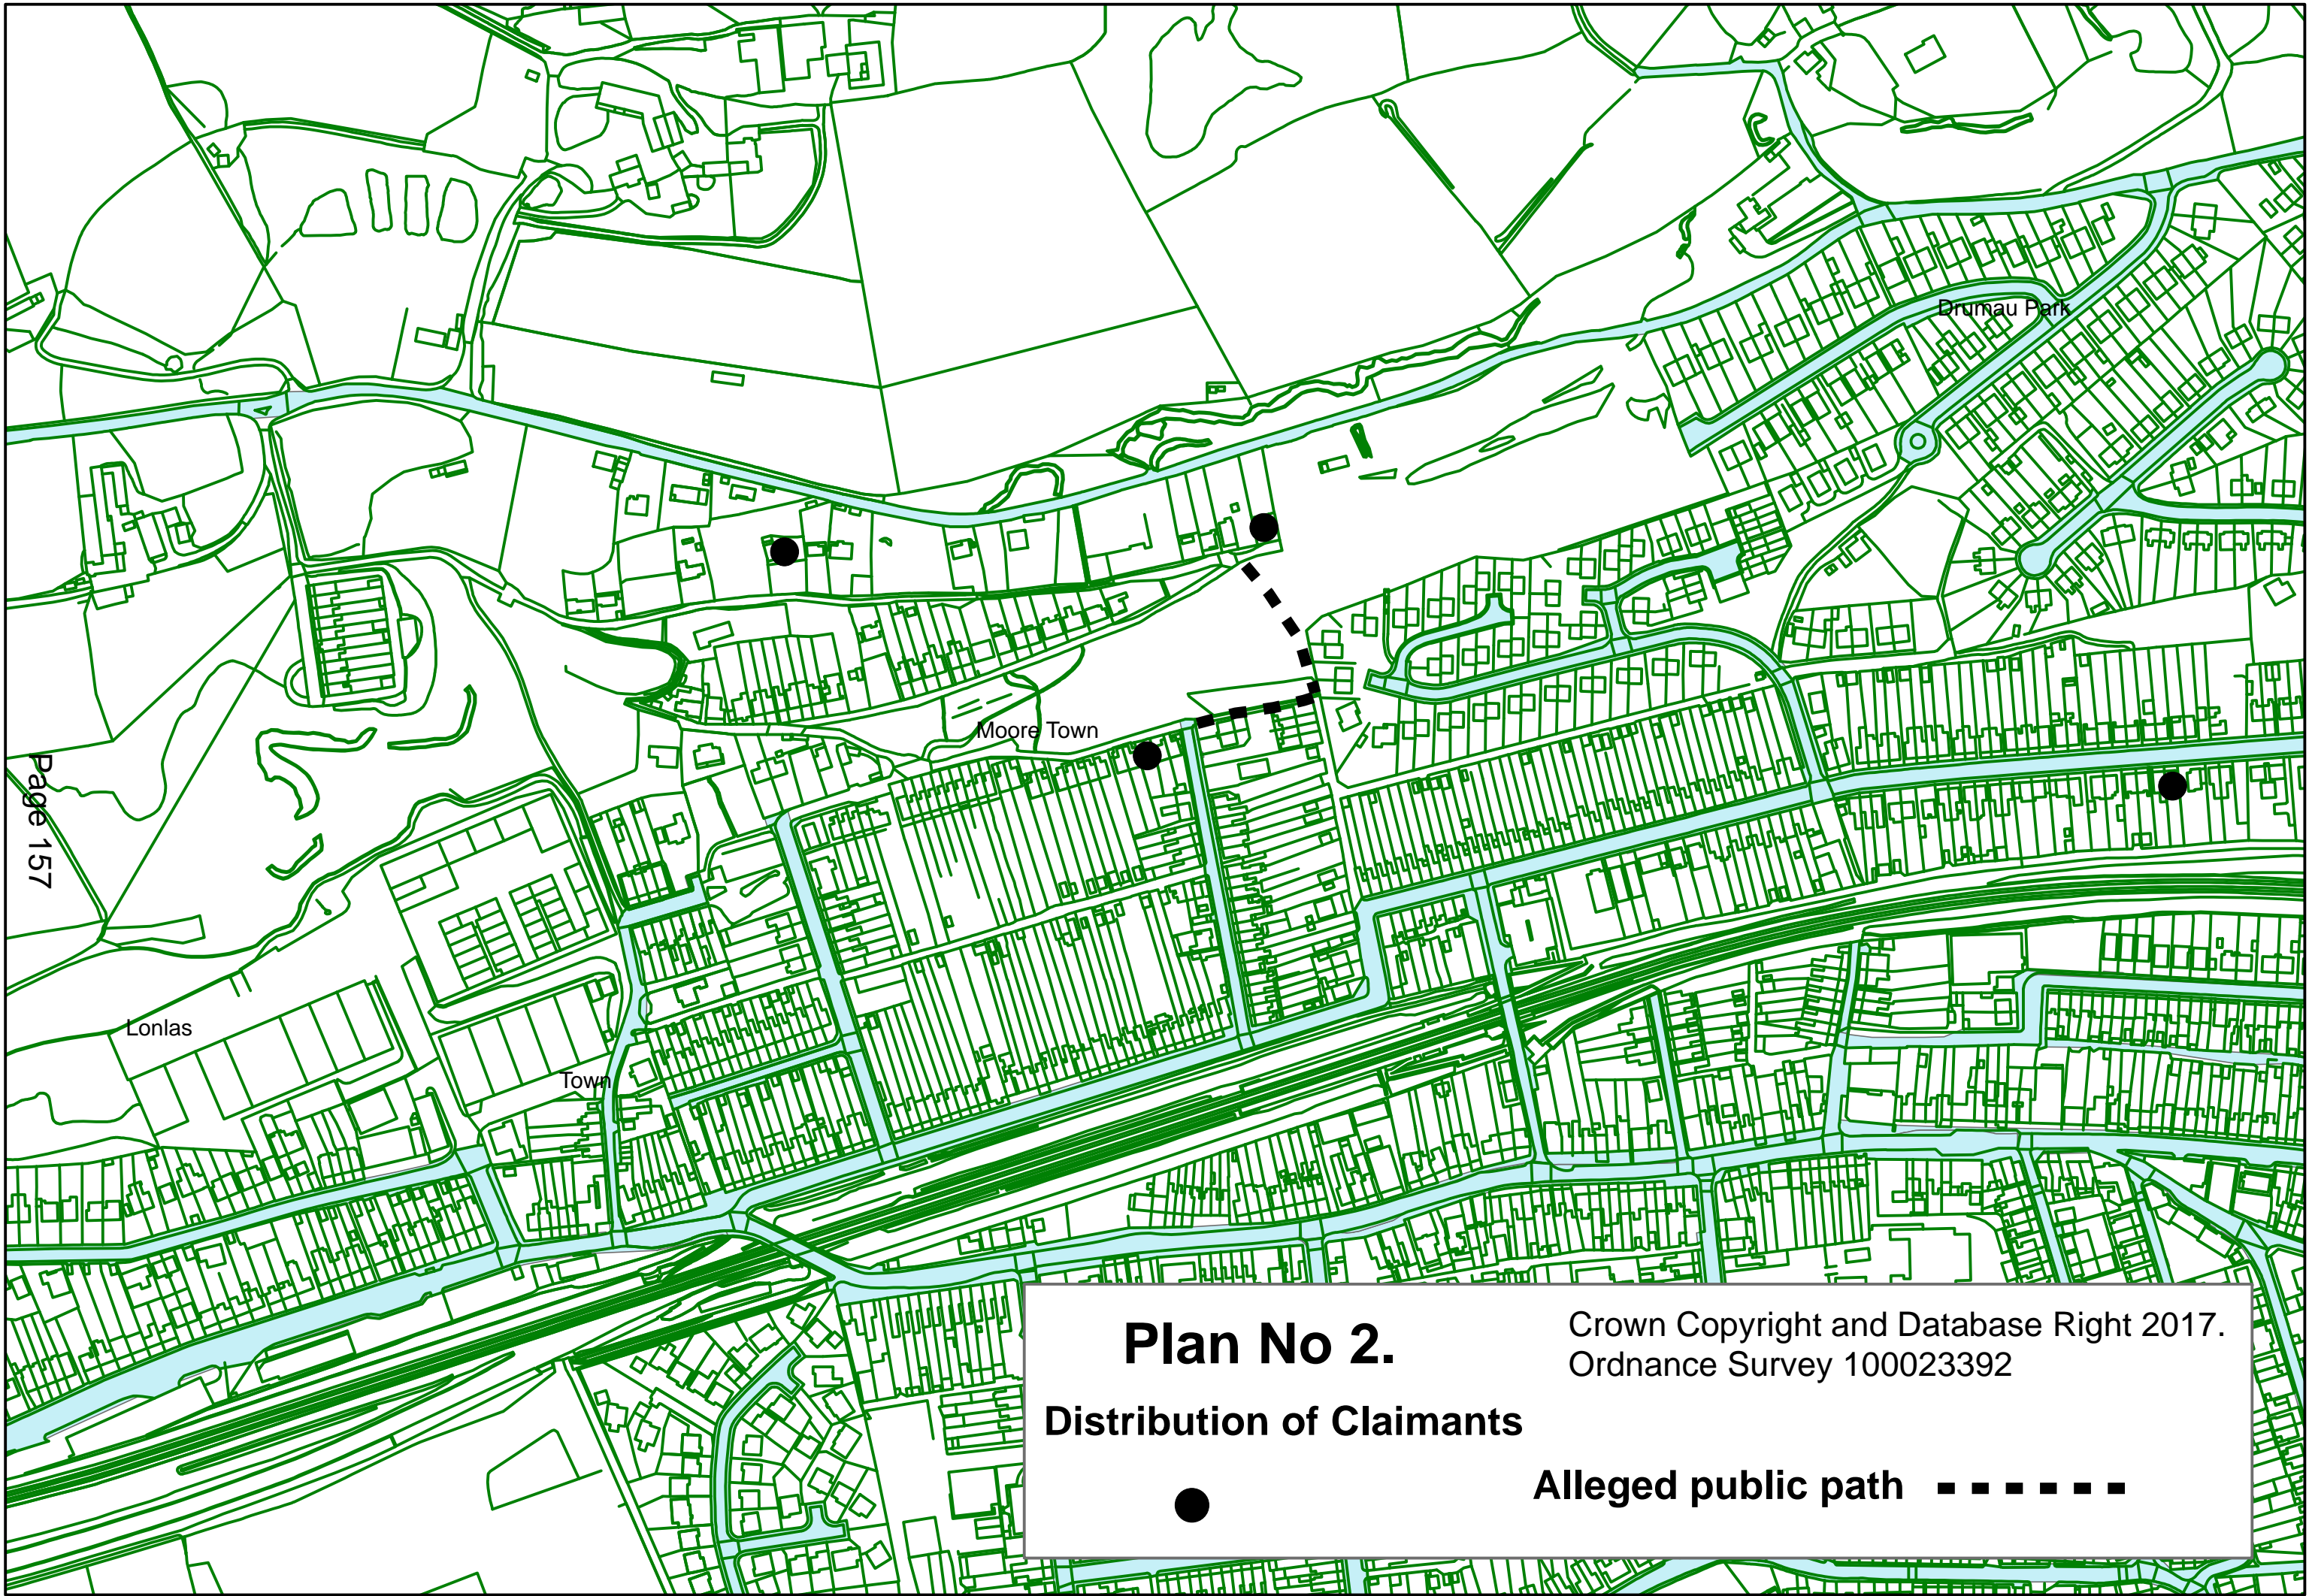 Drumau Park
Moore Town
Page 157
Lonlas
Town
Plan No 2.
Crown Copyright and Database Right 2017.
Ordnance Survey 100023392
Distribution of Claimants
Alleged public path